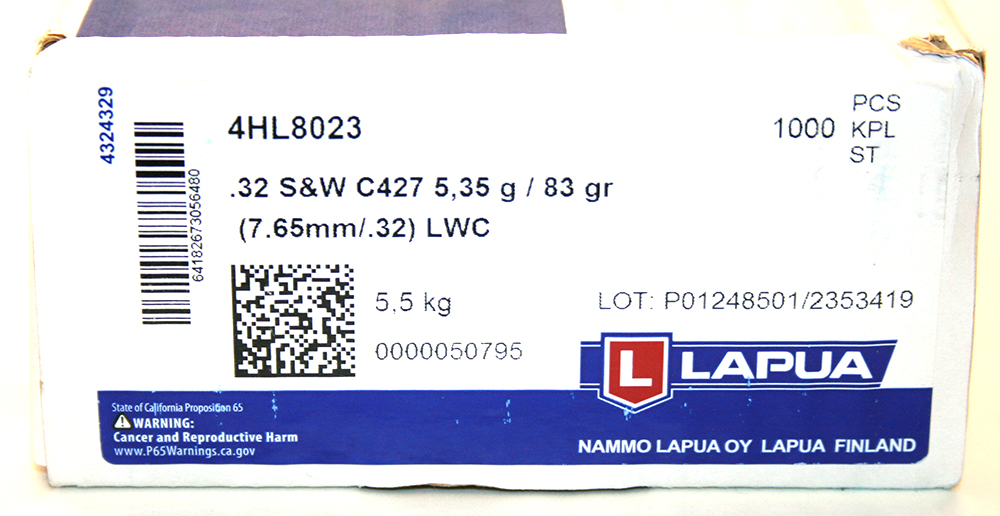 4324329
6418267305​6480
4HL8023
1000 PCS
KPL
ST
.32 S&W C427 5,35 g / 83 gr
(7.65mm/.32) LWC
5,5 kg
LOT: P01248501/2353419
0000050795
L LAPUA
State of California Proposition 65
WARNING:
Cancer and Reproductive Harm
www.P65Warnings.ca.gov
NAMMO LAPUA OY LAPUA FINLAND